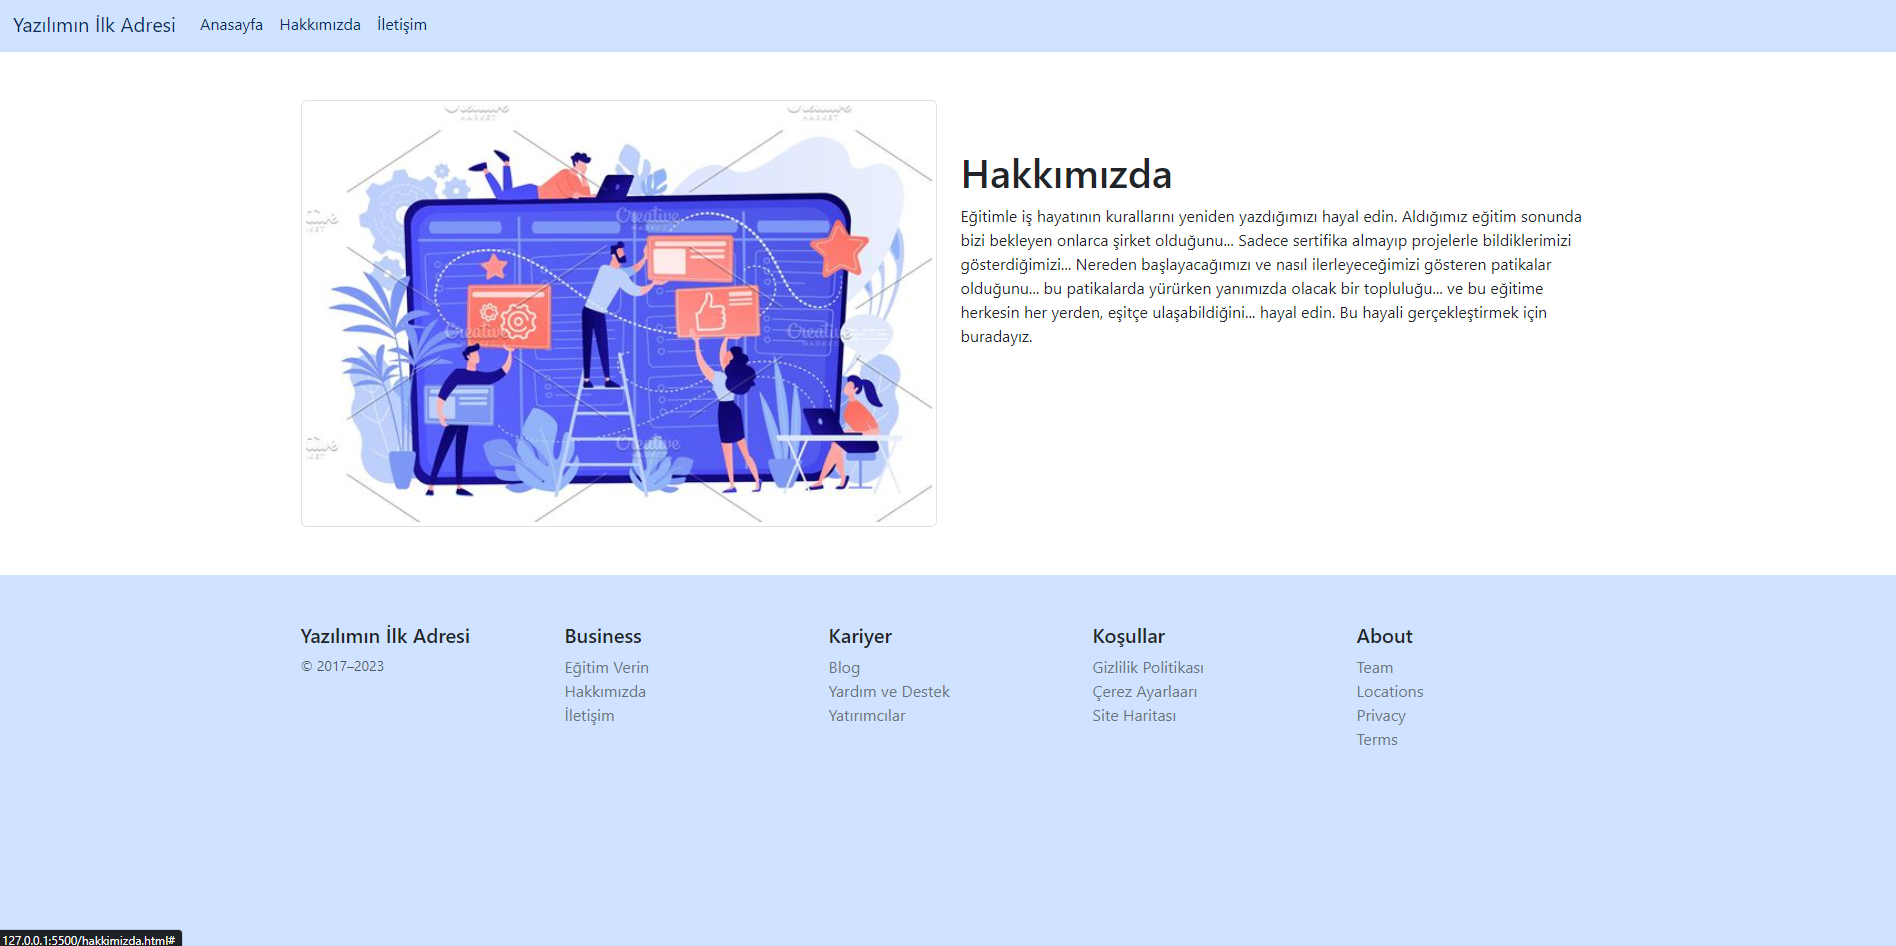 Yazılımın İlk Adresi Anasayfa Hakkımızda İletişim
Creative
MARKET
Creative
Creative
Creative
Hakkımızda
Eğitimle iş hayatının kurallarını yeniden yazdığımızı hayal edin. Aldığımız eğitim sonunda
bizi bekleyen onlarca şirket olduğunu... Sadece sertifika almayıp projelerle bildiklerimizi
gösterdiğimizi... Nereden başlayacağımızı ve nasıl ilerleyeceğimizi gösteren patikalar
olduğunu... bu patikalarda yürürken yanımızda olacak bir topluluğu... ve bu eğitime
herkesin her yerden, eşitçe ulaşabildiğini... hayal edin. Bu hayali gerçekleştirmek için
buradayız.
Yazılımın İlk Adresi
© 2017–2023
Business
Eğitim Verin
Hakkımızda
İletişim
Kariyer
Blog
Yardım ve Destek
Yatırımcılar
Koşullar
Gizlilik Politikası
Çerez Ayarlaarı
Site Haritası
About
Team
Locations
Privacy
Terms
127.0.0.1:5500/hakkimizda.html#